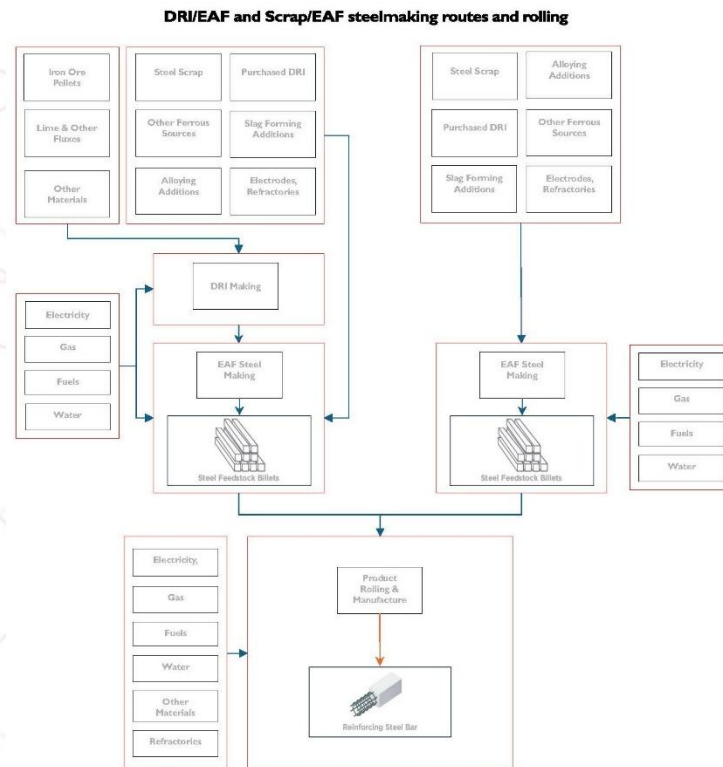 DRI/EAF and Scrap/EAF steelmaking routes and rolling
Iron Ore
Pellets
Lime & Other
Fluxes
Other
Materials
Steel Scrap
Purchased DRI
Other Ferrous
Sources
Slag Forming
Additions
Alloying
Additions
Electrodes,
Refractories
Steel Scrap
Alloying
Additions
Purchased DRI
Other Ferrous
Sources
Slag Forming
Additions
Electrodes,
Refractories
DRI Making
Electricity
Gas
Fuels
Water
EAF Steel
Making
Steel Feedstock Billets
EAF Steel
Making
Steel Feedstock Billets
Electricity
Gas
Fuels
Water
Electricity,
Gas
Fuels
Water
Other
Materials
Refractories
Product
Rolling &
Manufacture
Reinforcing Steel Bar